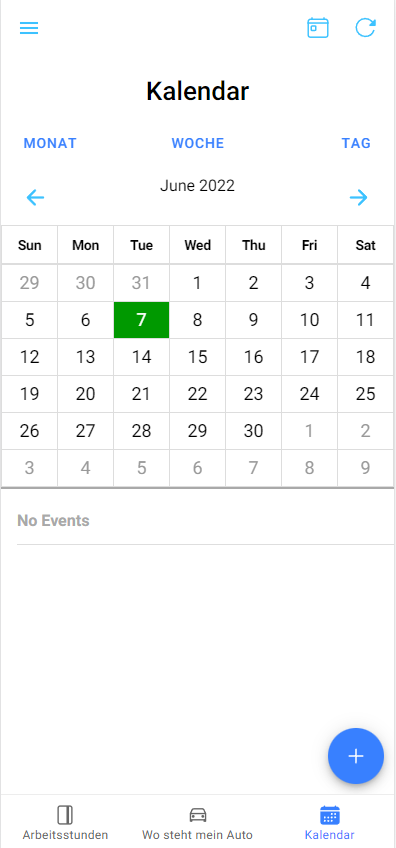 Kalendar
MONAT WOCHE TAG
June 2022
Sun Mon Tue Wed Thu Fri Sat
29 30 31 1 2 3 4
5 6 7 8 9 10 11
12 13 14 15 16 17 18
19 20 21 22 23 24 25
26 27 28 29 30 1 2
3 4 5 6 7 8 9
No Events
Arbeitsstunden Wo steht mein Auto Kalendar